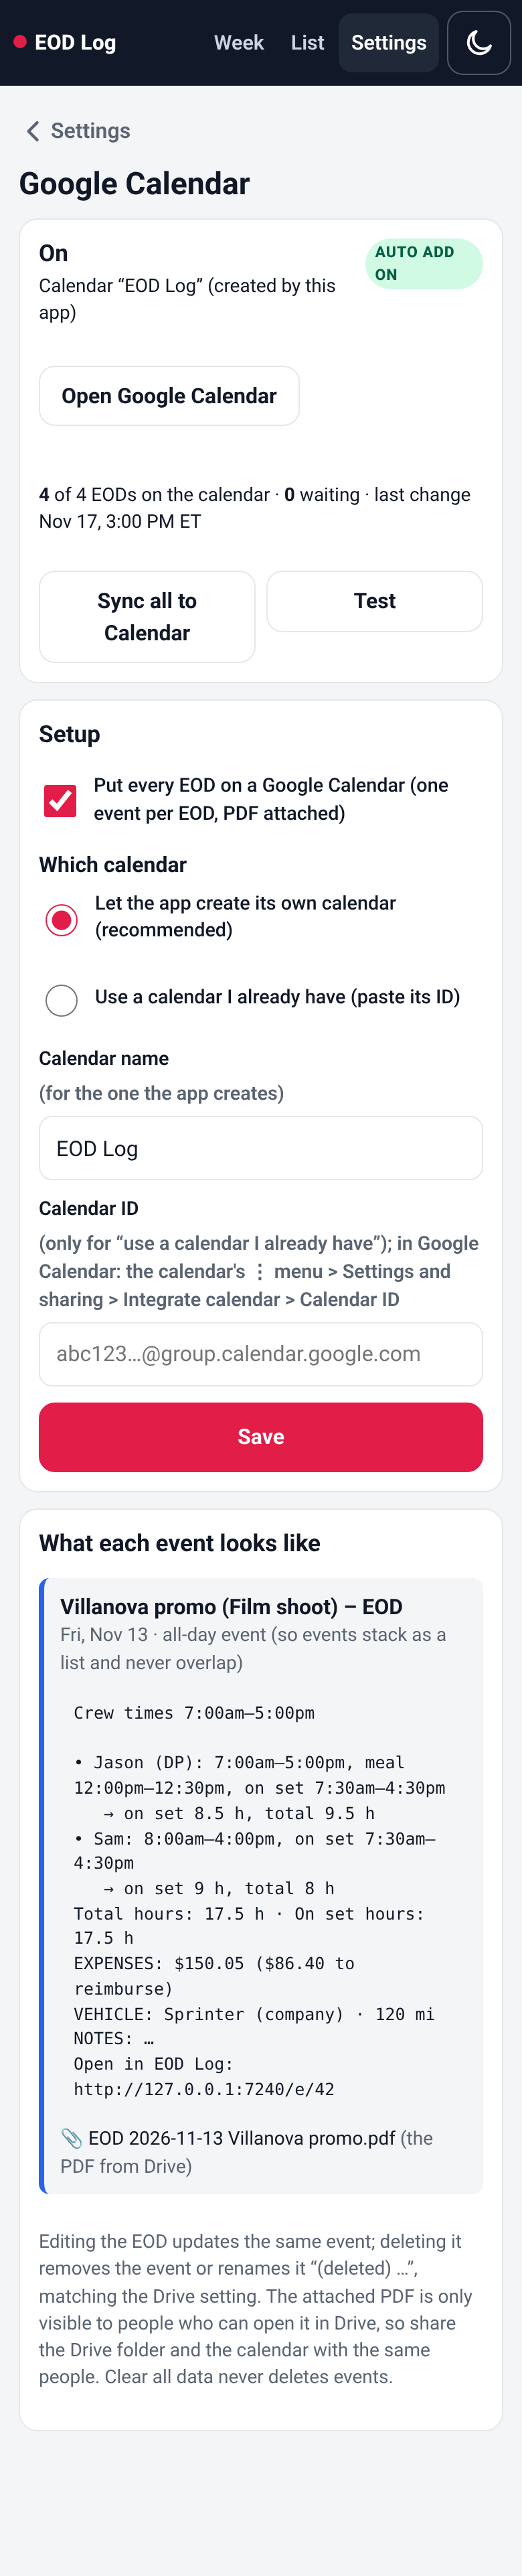 EOD Log
Week
List
Settings
Settings
Google Calendar
On
AUTO ADD
ON
Calendar “EOD Log” (created by this
app)
Open Google Calendar
4 of 4 EODs on the calendar · 0 waiting · last change
Nov 17, 3:00 PM ET
Sync all to
Calendar
Test
Setup
Put every EOD on a Google Calendar (one
event per EOD, PDF attached)
Which calendar
Let the app create its own calendar
(recommended)
Use a calendar I already have (paste its ID)
Calendar name
(for the one the app creates)
EOD Log
Calendar ID
(only for “use a calendar I already have”); in Google
Calendar: the calendar's ⋮ menu > Settings and
sharing > Integrate calendar > Calendar ID
abc123…@group.calendar.google.com
Save
What each event looks like
Villanova promo (Film shoot) – EOD
Fri, Nov 13 · all-day event (so events stack as a
list and never overlap)
Crew times 7:00am–5:00pm
• Jason (DP): 7:00am–5:00pm, meal
12:00pm–12:30pm, on set 7:30am–4:30pm
→ on set 8.5 h, total 9.5 h
• Sam: 8:00am–4:00pm, on set 7:30am–
4:30pm
→ on set 9 h, total 8 h
Total hours: 17.5 h · On set hours:
17.5 h
EXPENSES: $150.05 ($86.40 to
reimburse)
VEHICLE: Sprinter (company) · 120 mi
NOTES: …
Open in EOD Log:
http://127.0.0.1:7240/e/42
📎 EOD 2026-11-13 Villanova promo.pdf (the
PDF from Drive)
Editing the EOD updates the same event; deleting it
removes the event or renames it “(deleted) …”,
matching the Drive setting. The attached PDF is only
visible to people who can open it in Drive, so share
the Drive folder and the calendar with the same
people. Clear all data never deletes events.